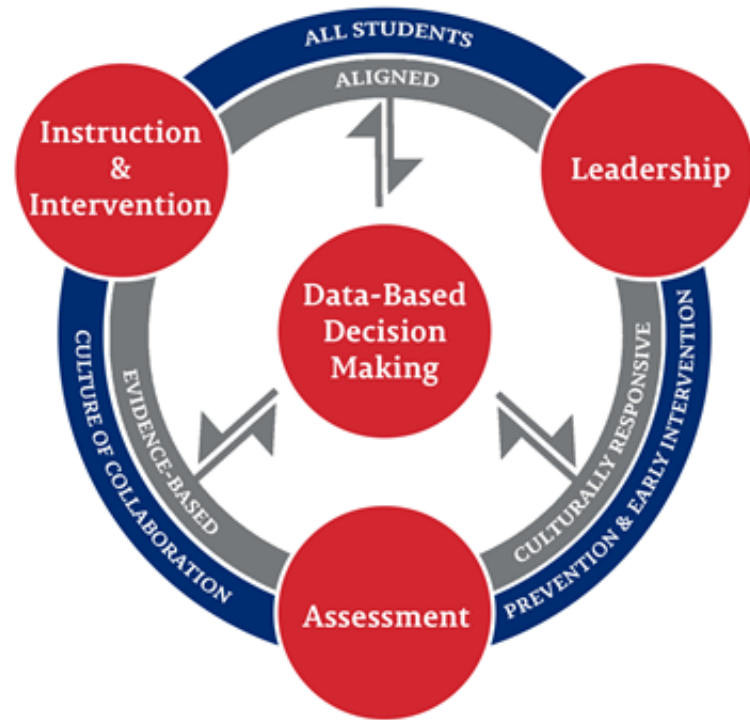 ALL STUDENTS
ALIGNED
Instruction
&
Intervention
Leadership
Data-Based
Decision
Making
CULTURE OF COLLABORATION
EVIDENCE-BASED
CULTURALLY RESPONSIVE
PREVENTION & EARLY INTERVENTION
Assessment